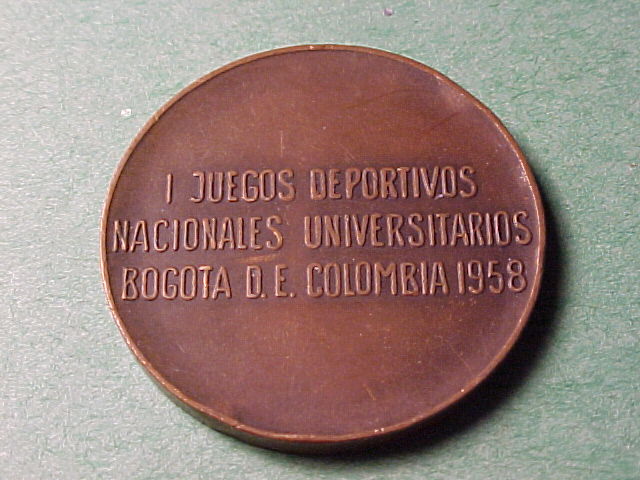 I JUEGOS DEPORTIVOS
NACIONALES UNIVERSITARIOS
BOGOTA D.E. COLOMBIA 1958